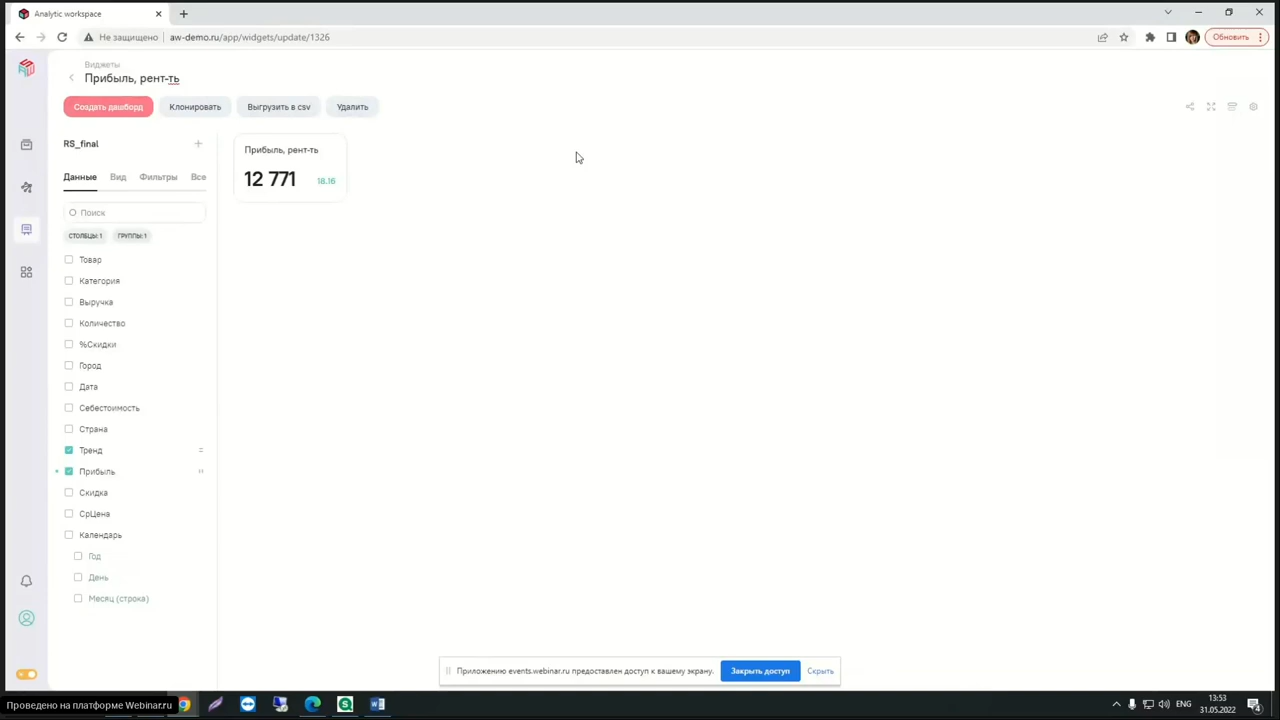 Analytic workspace
Не защищено
aw-demo.ru/app/widgets/update/1326
Обновить
Виджеты
Прибыль, рент-ть
Создать дашборд
Клонировать
Выгрузить в csv
Удалить
RS_final
Данные
Вид
Фильтры
Все
Поиск
СТОЛБЦЫ:1
ГРУППЫ:1
Товар
Категория
Выручка
Количество
%Скидки
Город
Дата
Себестоимость
Страна
Тренд
Прибыль
Скидка
СрЦена
Календарь
Год
День
Месяц (строка)
Прибыль, рент-ть
12 771
18.16
Приложению events.webinar.ru предоставлен доступ к вашему экрану.
Закрыть доступ
Скрыть
Проведено на платформе Webinar.ru
ENG
13:53
31.05.2022
4